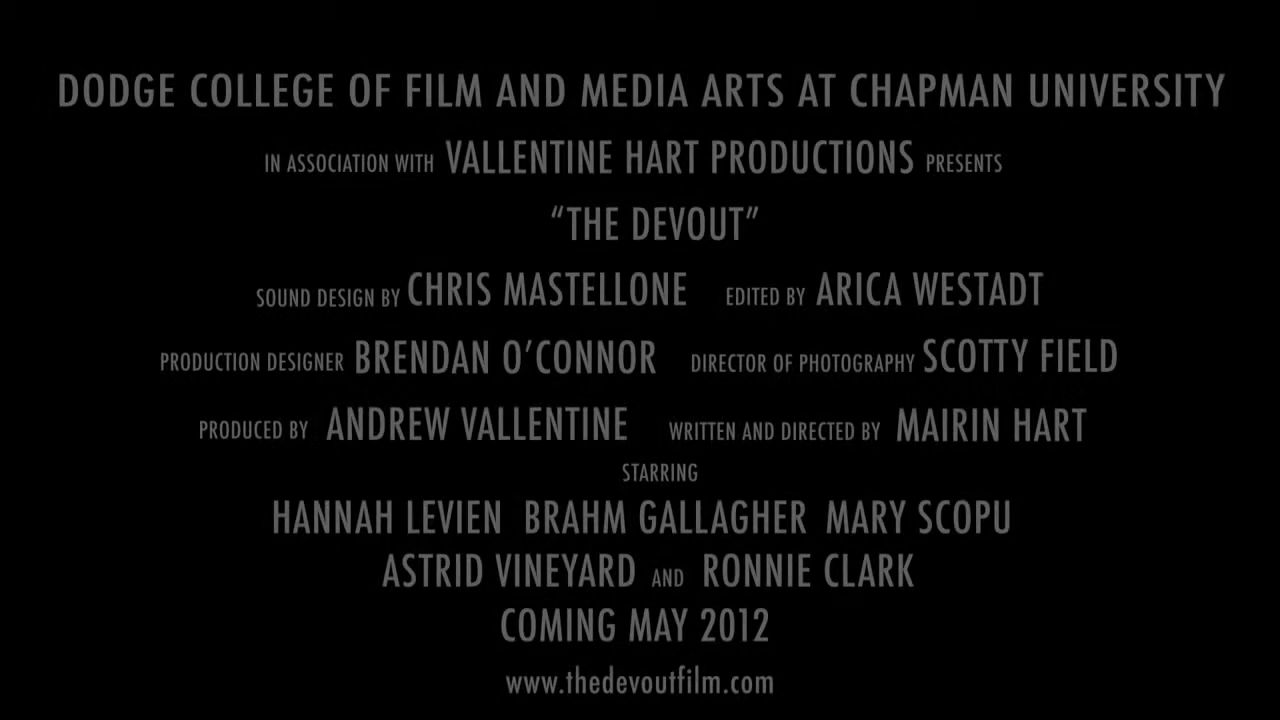 DODGE COLLEGE OF FILM AND MEDIA ARTS AT CHAPMAN UNIVERSITY
IN ASSOCIATION WITH VALLENTINE HART PRODUCTIONS PRESENTS
“THE DEVOUT”
SOUND DESIGN BY CHRIS MASTELLONE EDITED BY ARICA WESTADT
PRODUCTION DESIGNER BRENDAN O’CONNOR DIRECTOR OF PHOTOGRAPHY SCOTTY FIELD
PRODUCED BY ANDREW VALLENTINE WRITTEN AND DIRECTED BY MAIRIN HART
STARRING
HANNAH LEVIEN BRAHM GALLAGHER MARY SCOPU
ASTRID VINEYARD AND RONNIE CLARK
COMING MAY 2012
www.thedevoutfilm.com